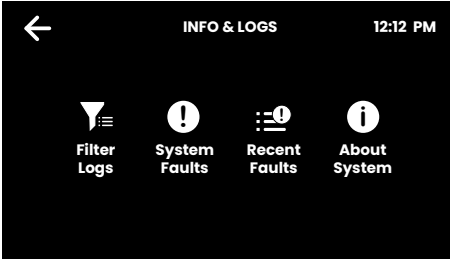 INFO & LOGS
12:12 PM
Filter
Logs
System
Faults
Recent
Faults
About
System